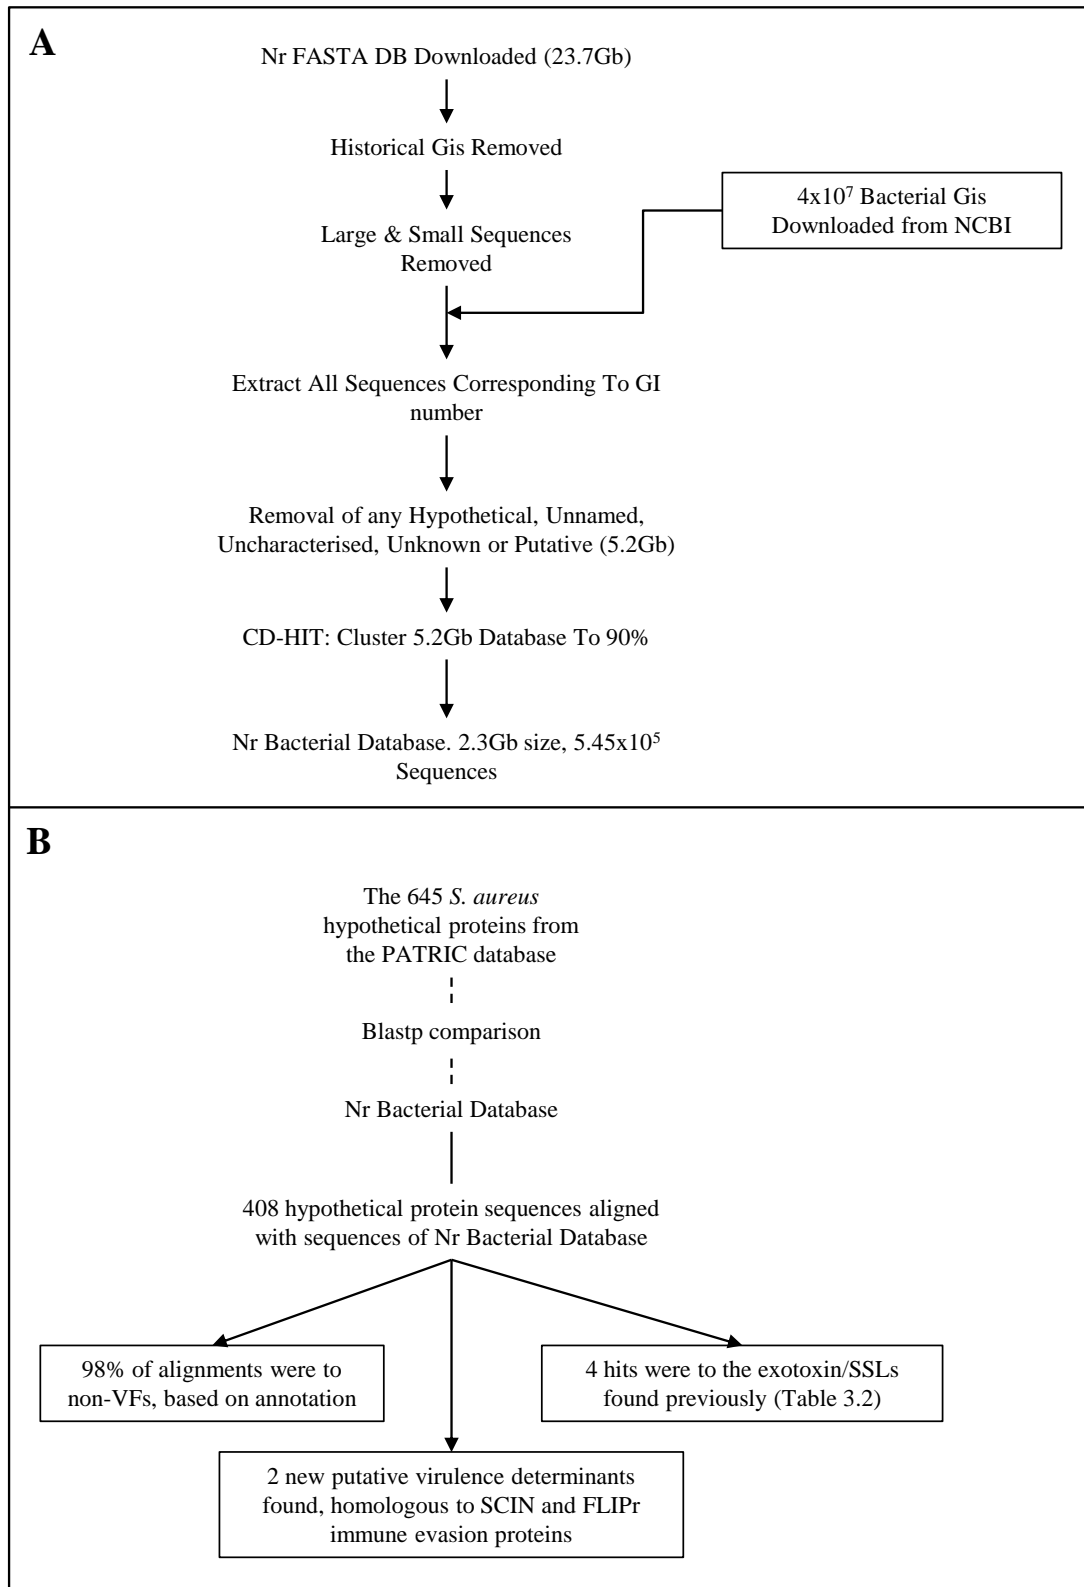 A
Nr FASTA DB Downloaded (23.7Gb)
Historical Gis Removed
Large & Small Sequences
Removed
4x10⁷ Bacterial Gis
Downloaded from NCBI
Extract All Sequences Corresponding To GI
number
Removal of any Hypothetical, Unnamed,
Uncharacterised, Unknown or Putative (5.2Gb)
CD-HIT: Cluster 5.2Gb Database To 90%
Nr Bacterial Database. 2.3Gb size, 5.45x10⁵
Sequences
B
The 645 S. aureus
hypothetical proteins from
the PATRIC database
Blastp comparison
Nr Bacterial Database
408 hypothetical protein sequences aligned
with sequences of Nr Bacterial Database
98% of alignments were to
non-VFs, based on annotation
4 hits were to the exotoxin/SSLs
found previously (Table 3.2)
2 new putative virulence determinants
found, homologous to SCIN and FLIPr
immune evasion proteins